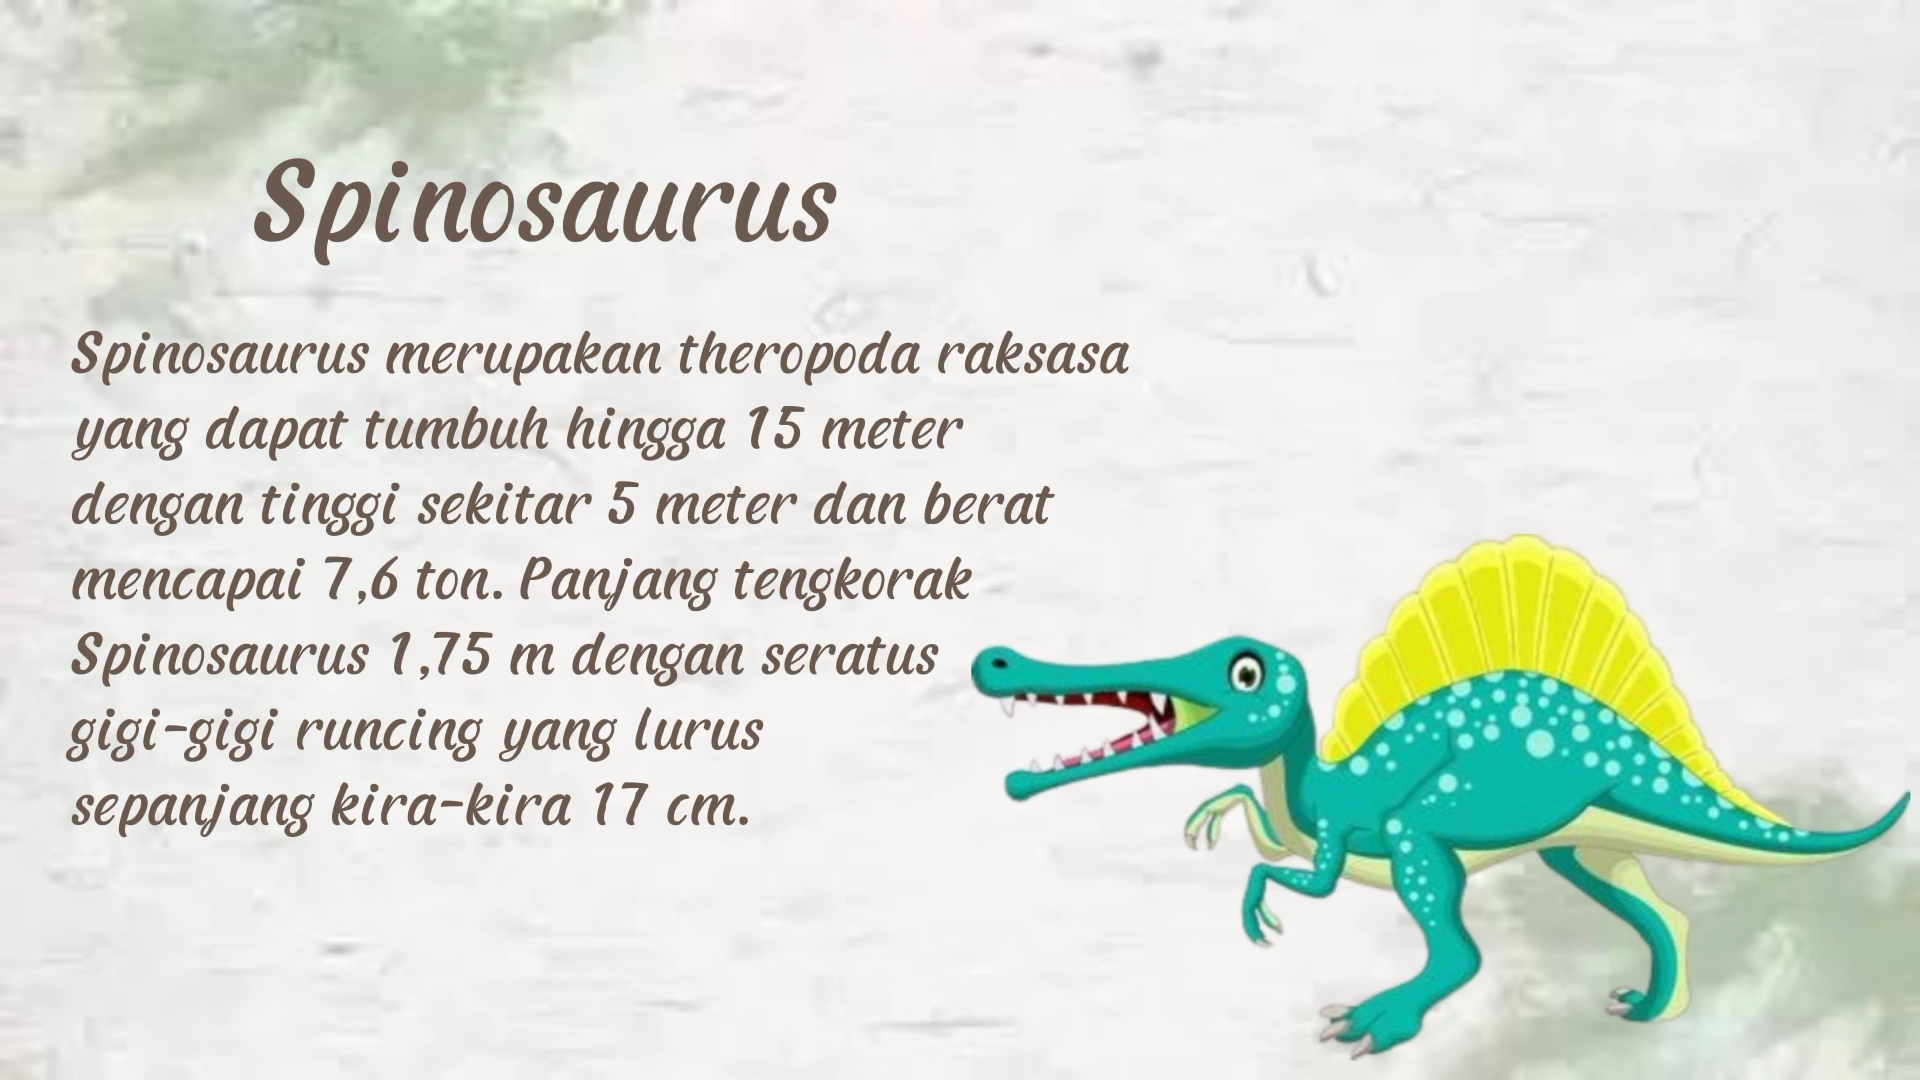 Spinosaurus
Spinosaurus merupakan theropoda raksasa
yang dapat tumbuh hingga 15 meter
dengan tinggi sekitar 5 meter dan berat
mencapai 7,6 ton. Panjang tengkorak
Spinosaurus 1,75 m dengan seratus
gigi-gigi runcing yang lurus
sepanjang kira-kira 17 cm.